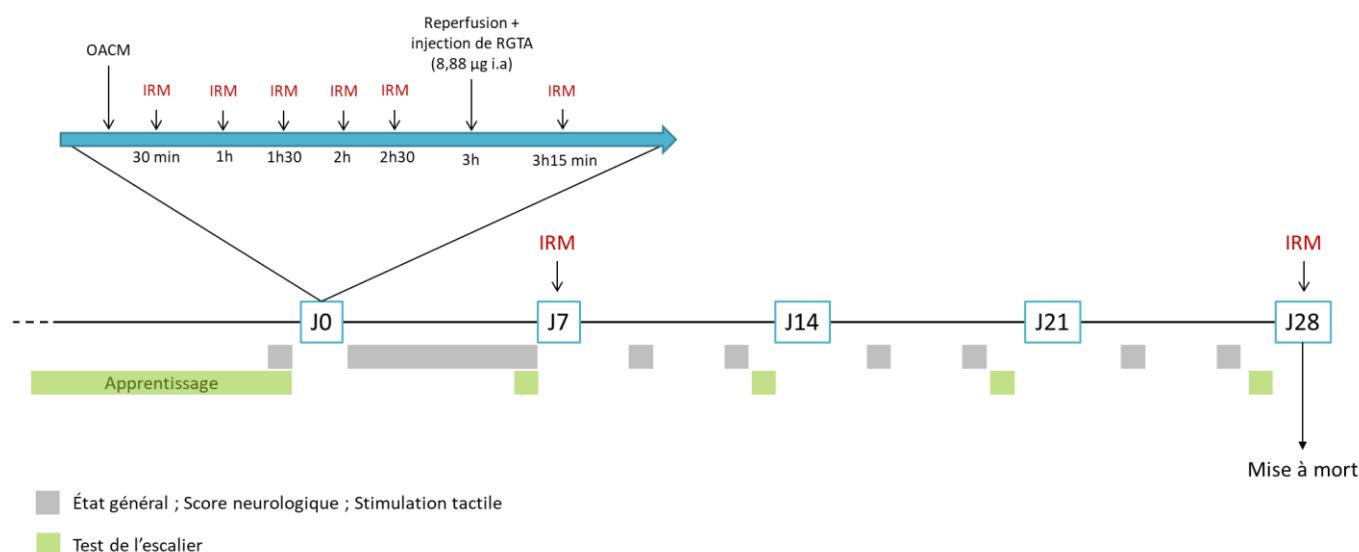 Reperfusion +
injection de RGTA
(8,88 µg i.a)
OACM
IRM IRM IRM IRM IRM IRM
30 min 1h 1h30 2h 2h30 3h 3h15 min
IRM IRM
J0 J7 J14 J21 J28
Apprentissage
Mise à mort
État général ; Score neurologique ; Stimulation tactile
Test de l'escalier